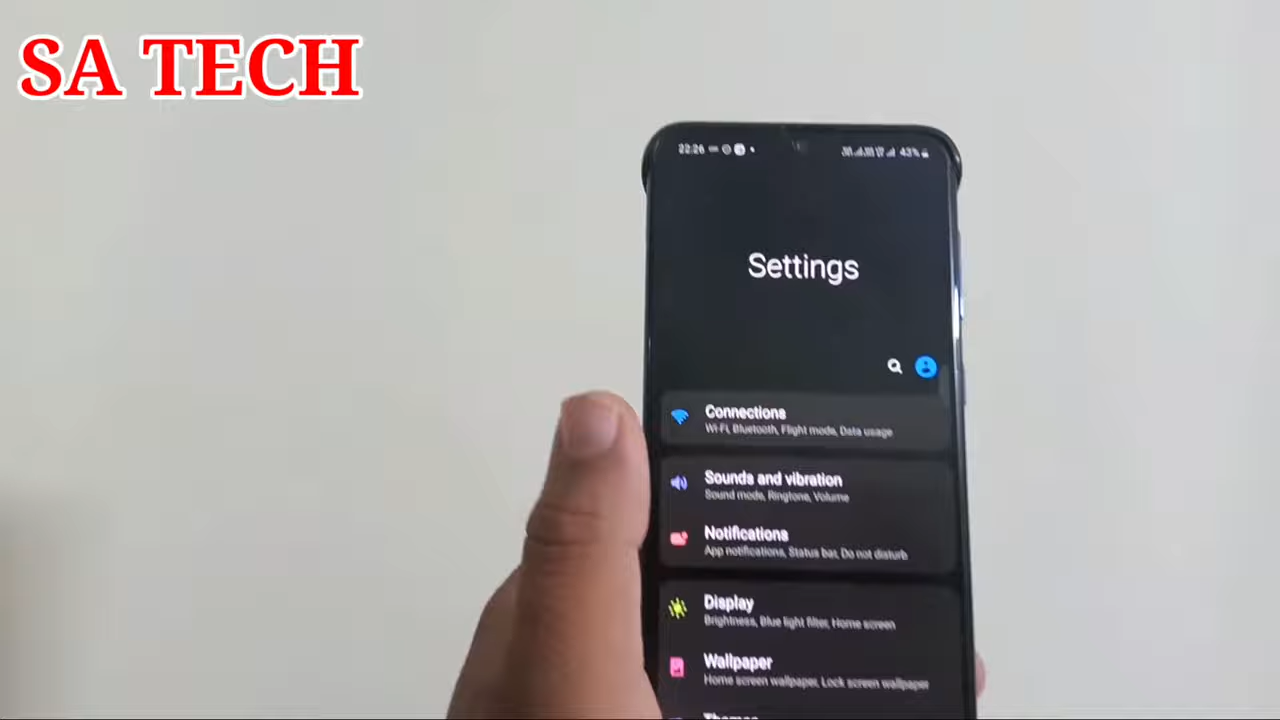 SA TECH
22:26
43%
Settings
Connections
Wi-Fi, Bluetooth, Flight mode, Data usage
Sounds and vibration
Sound mode, Ringtone, Volume
Notifications
App notifications, Status bar, Do not disturb
Display
Brightness, Blue light filter, Home screen
Wallpaper
Home screen wallpaper, Lock screen wallpaper
Themes